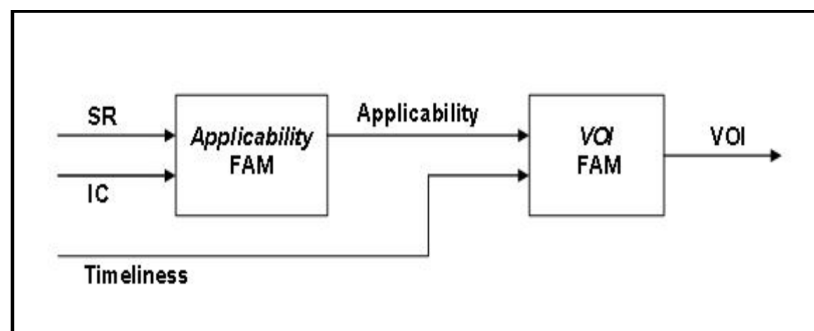 SR
Applicability
FAM
IC
Applicability
VOI
FAM
VOI
Timeliness